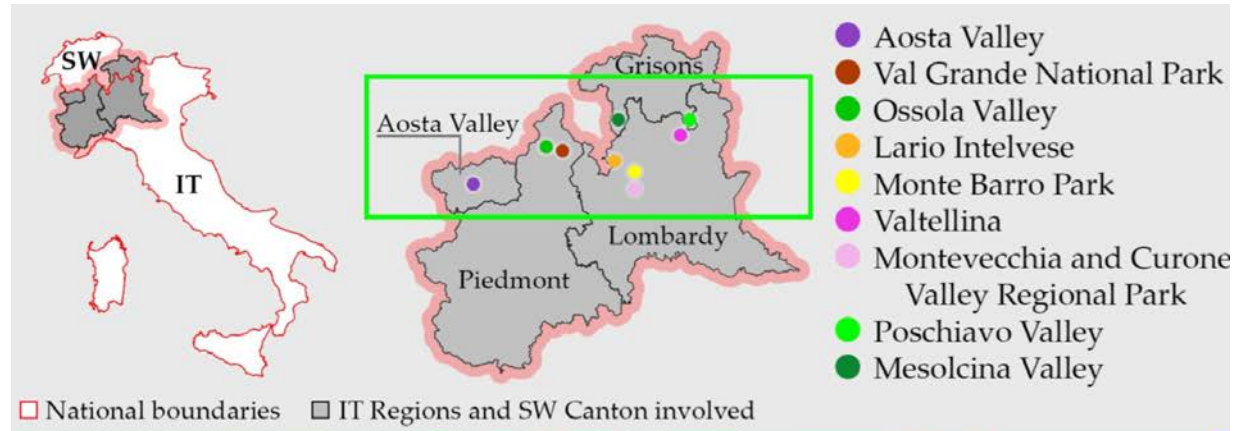 SW
IT
Grisons
Aosta Valley
Lombardy
Piedmont
Aosta Valley
Val Grande National Park
Ossola Valley
Lario Intelvese
Monte Barro Park
Valtellina
Montevecchia and Curone
Valley Regional Park
Poschiavo Valley
Mesolcina Valley
National boundaries
IT Regions and SW Canton involved